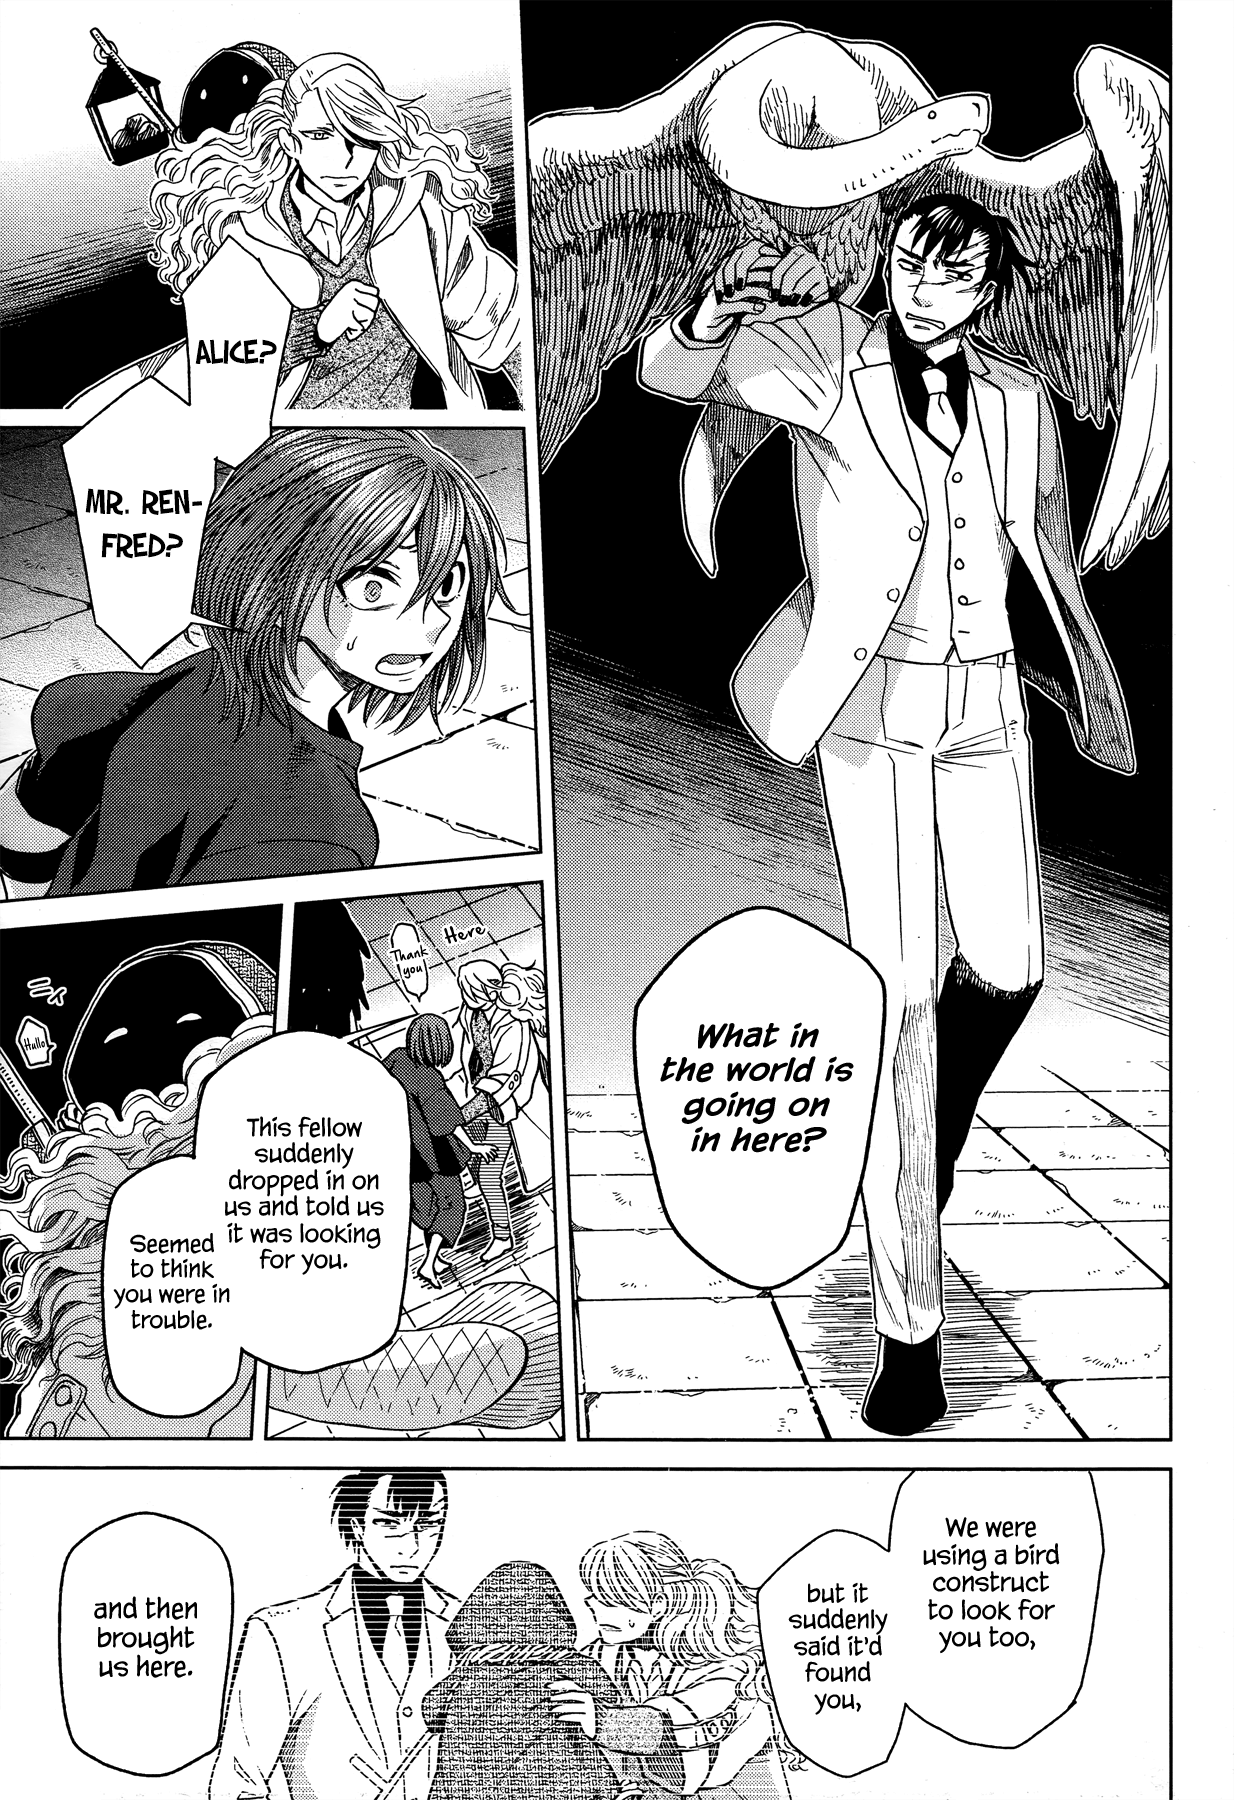 What in
the world is
going on
in here?
ALICE?
MR. REN-
FRED?
Here
Thank
you
This fellow
suddenly
dropped in on
us and told us
it was looking
for you.
Seemed
to think
you were in
trouble.
Hullo
We were
using a bird
construct
to look for
you too,
but it
suddenly
said it'd
found
you,
and then
brought
us here.